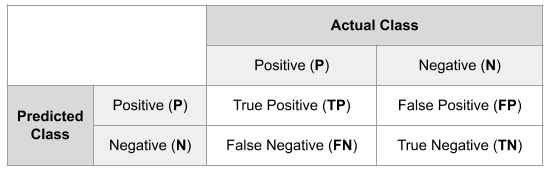 Actual Class
Positive (P) Negative (N)
Predicted Class
Positive (P) True Positive (TP) False Positive (FP)
Negative (N) False Negative (FN) True Negative (TN)